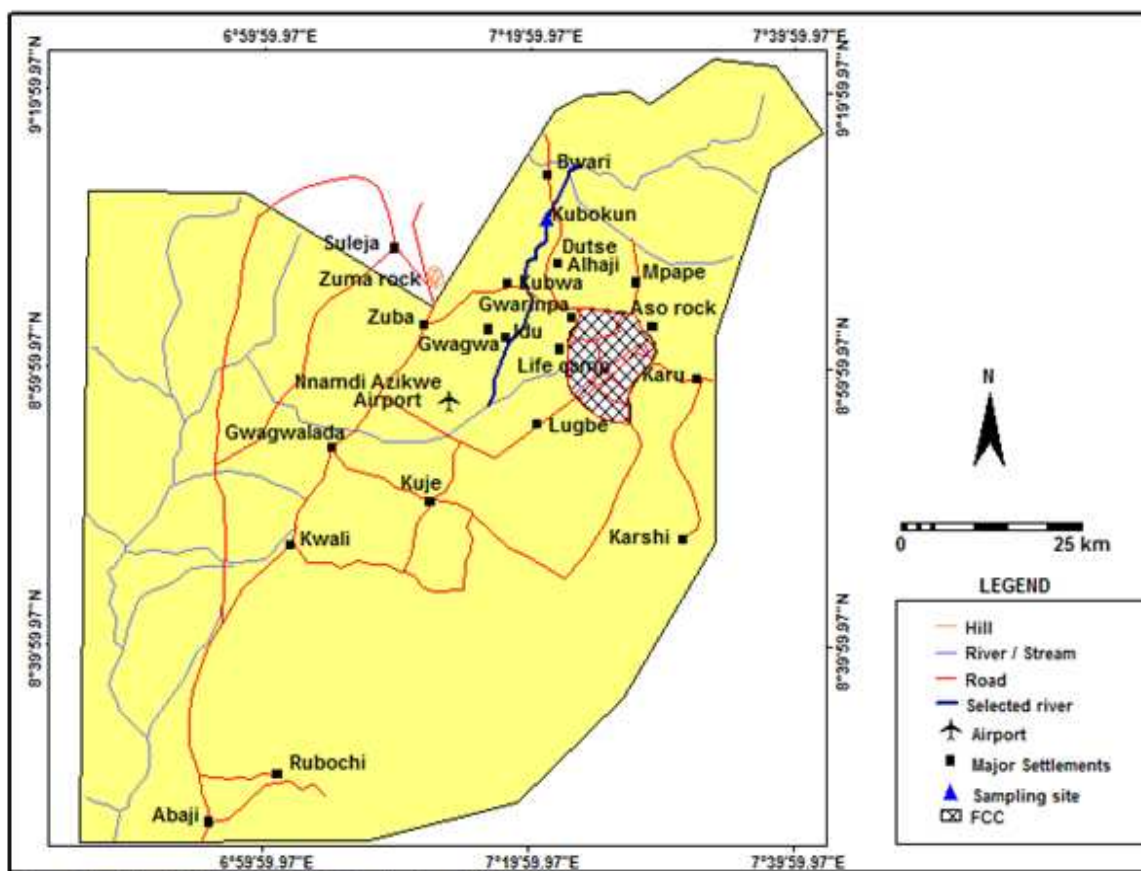 6°59'59.97"E
7°19'59.97"E
7°39'59.97"E
9°19'59.97"N
9°19'59.97"N
Bwari
Kubokun
Suleja
Dutse
Alhaji
Zuma rock
Kubwa
Mpape
Gwarinpa
Aso rock
Zuba
Idu
Gwagwa
Life camp
8°59'59.97"N
8°59'59.97"N
Nnamdi Azikwe
Airport
Karu
N
Gwagwalada
Lugbe
Kuje
Kwali
Karshi
0 25 km
LEGEND
Hill
River / Stream
Road
Selected river
Airport
Major Settlements
Sampling site
FCC
8°39'59.97"N
8°39'59.97"N
Rubochi
Abaji
6°59'59.97"E
7°19'59.97"E
7°39'59.97"E